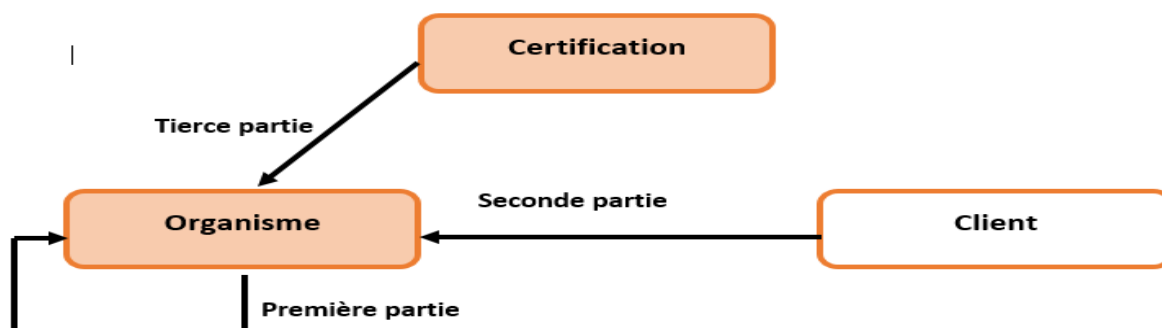 Certification
Tierce partie
Seconde partie
Organisme
Client
Première partie